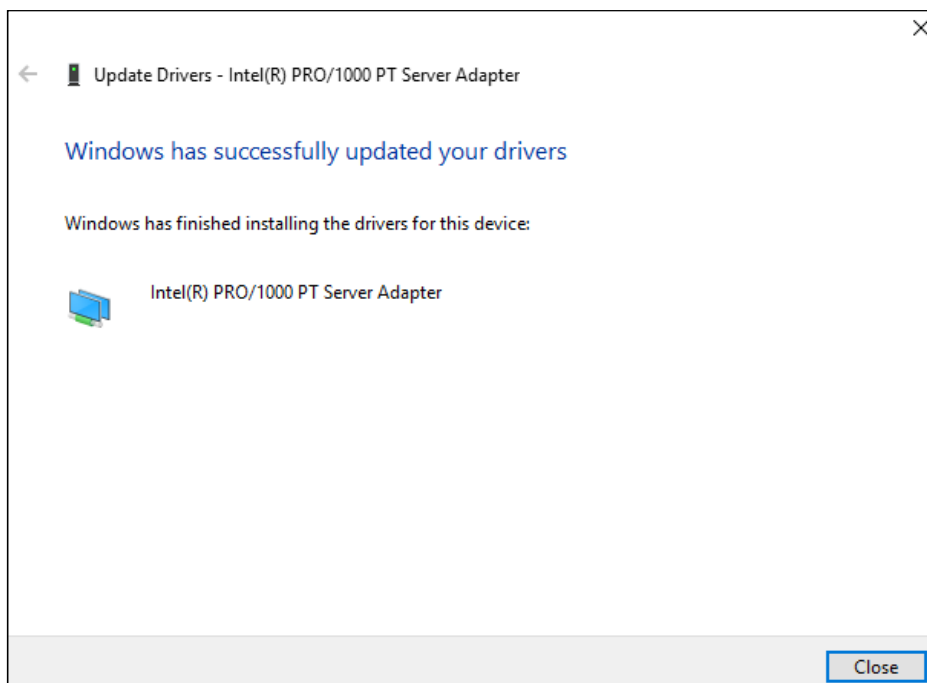 Update Drivers - Intel(R) PRO/1000 PT Server Adapter
Windows has successfully updated your drivers
Windows has finished installing the drivers for this device:
Intel(R) PRO/1000 PT Server Adapter
Close